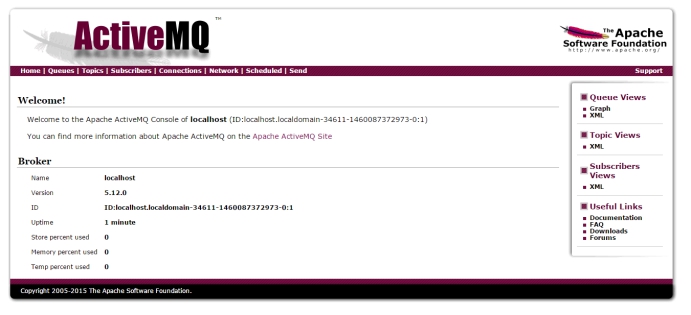 ActiveMQ™
The Apache
Software Foundation
http://www.apache.org/
Home | Queues | Topics | Subscribers | Connections | Network | Scheduled | Send
Support
Welcome!
Welcome to the Apache ActiveMQ Console of localhost (ID:localhost.localdomain-34611-1460087372973-0:1)
You can find more information about Apache ActiveMQ on the Apache ActiveMQ Site
Broker
Name localhost
Version 5.12.0
ID ID:localhost.localdomain-34611-1460087372973-0:1
Uptime 1 minute
Store percent used 0
Memory percent used 0
Temp percent used 0
Queue Views
Graph
XML
Topic Views
XML
Subscribers
Views
XML
Useful Links
Documentation
FAQ
Downloads
Forums
Copyright 2005-2015 The Apache Software Foundation.